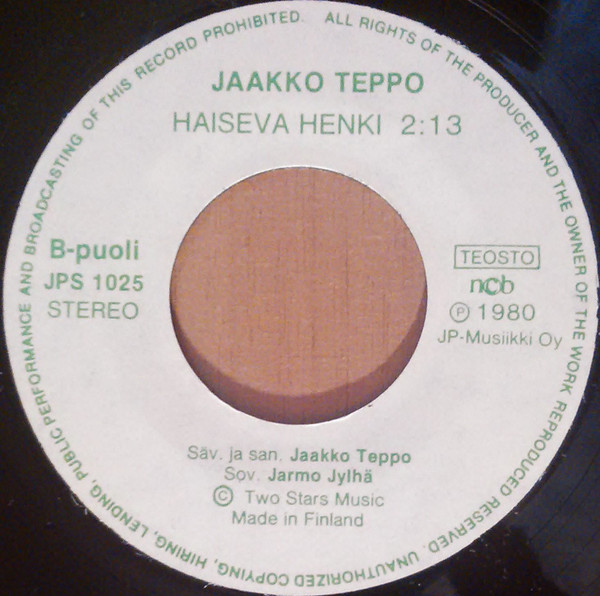 ALL RIGHTS OF THE PRODUCER AND THE OWNER OF THE WORK REPRODUCED RESERVED. UNAUTHORIZED COPYING, HIRING, LENDING, PUBLIC PERFORMANCE AND BROADCASTING OF THIS RECORD PROHIBITED.
JAAKKO TEPPO
HAISEVA HENKI 2:13
B-puoli
JPS 1025
STEREO
TEOSTO
ncb
℗ 1980
JP-Musiikki Oy
Säv. ja san. Jaakko Teppo
Sov. Jarmo Jylhä
© Two Stars Music
Made in Finland